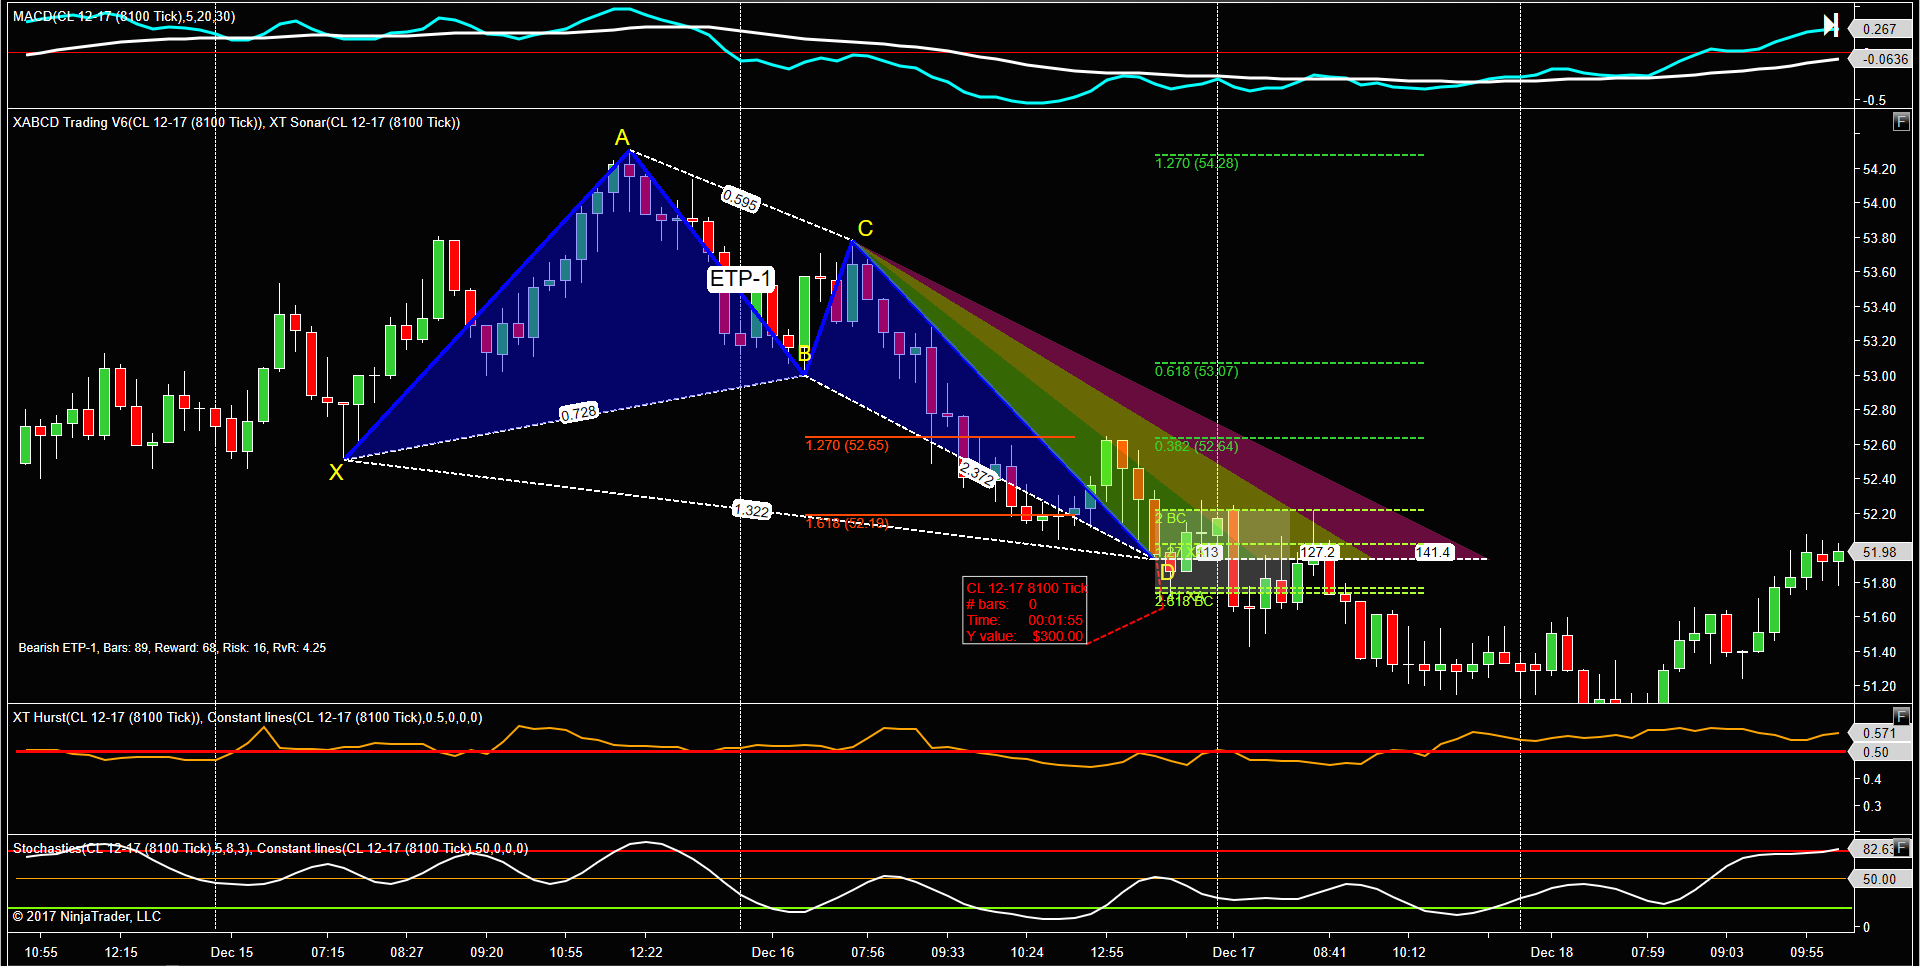 MACD(CL 12-17 (8100 Tick),5,20,30)
0.267
-0.0636
-0.5
XABCD Trading V6(CL 12-17 (8100 Tick)), XT Sonar(CL 12-17 (8100 Tick))
F
A
1.270 (54.28)
54.20
0.595
54.00
C
53.80
ETP-1
53.60
53.40
B
53.20
0.618 (53.07)
53.00
0.728
52.80
1.270 (52.65)
0.382 (52.64)
52.60
X
2.372
52.40
1.322
1.618 (52.19)
2 BC
52.20
1.27 XA
113
127.2
141.4
51.98
D
CL 12-17 8100 Tick
# bars: 0
Time: 00:01:55
Y value: $300.00
51.80
1.41 XA
2.618 BC
51.60
Bearish ETP-1, Bars: 89, Reward: 68, Risk: 16, RvR: 4.25
51.40
51.20
XT Hurst(CL 12-17 (8100 Tick)), Constant lines(CL 12-17 (8100 Tick),0.5,0,0,0)
F
0.571
0.50
0.4
0.3
Stochastics(CL 12-17 (8100 Tick),5,8,3), Constant lines(CL 12-17 (8100 Tick),50,0,0,0)
82.63
F
50.00
© 2017 NinjaTrader, LLC
0
10:55 12:15 Dec 15 07:15 08:27 09:20 10:55 12:22 Dec 16 07:56 09:33 10:24 12:55 Dec 17 08:41 10:12 Dec 18 07:59 09:03 09:55